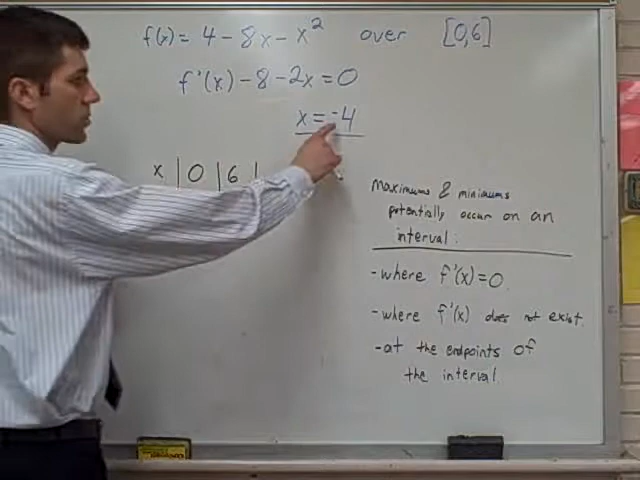 f(x) = 4 - 8x - x² over [0,6]
f'(x) - 8 - 2x = 0
x = -4
x | 0 | 6 |
maximums & minimums
potentially occur on an
interval:
- where f'(x) = 0.
- where f'(x) does not exist.
- at the endpoints of
the interval.